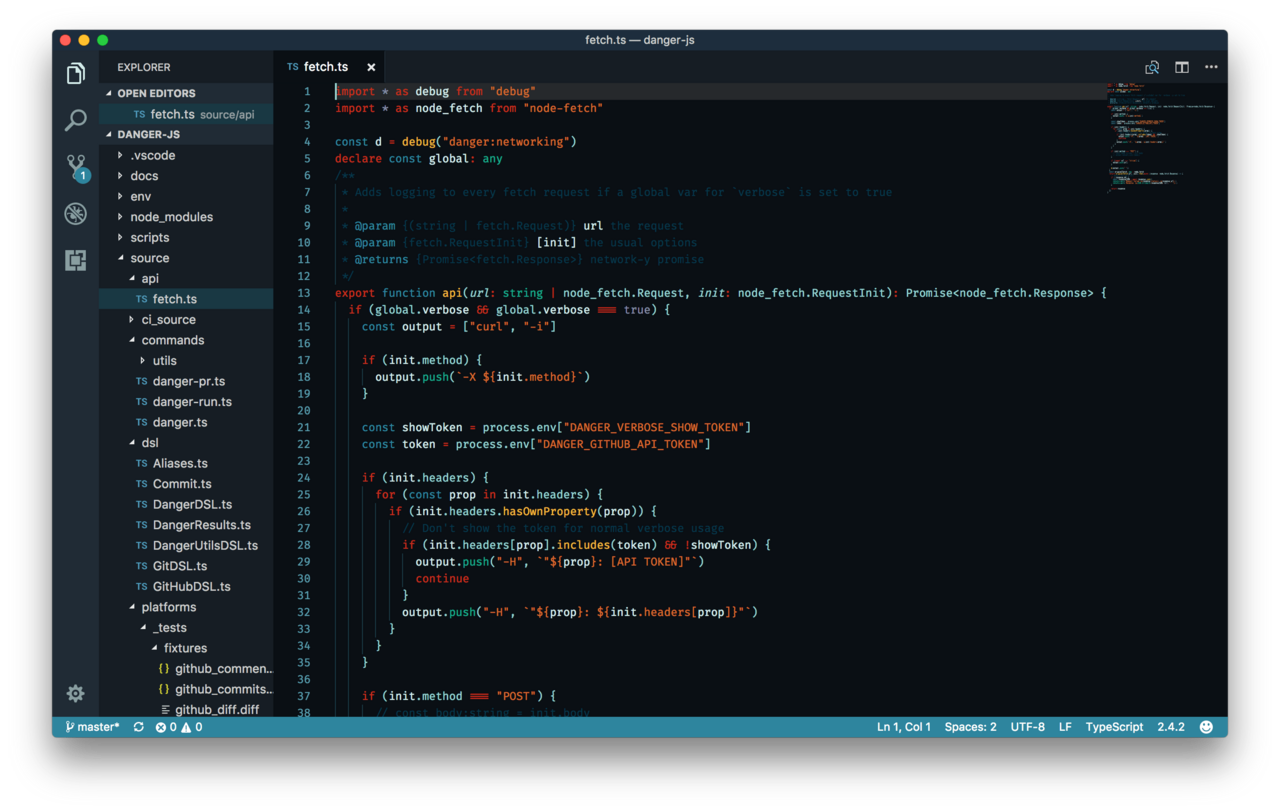 fetch.ts — danger-js
EXPLORER
OPEN EDITORS
TS fetch.ts source/api
DANGER-JS
.vscode
docs
env
node_modules
scripts
source
api
TS fetch.ts
ci_source
commands
utils
TS danger-pr.ts
TS danger-run.ts
TS danger.ts
dsl
TS Aliases.ts
TS Commit.ts
TS DangerDSL.ts
TS DangerResults.ts
TS DangerUtilsDSL.ts
TS GitDSL.ts
TS GitHubDSL.ts
platforms
_tests
fixtures
{} github_commen...
{} github_commits...
github_diff.diff
1
TS fetch.ts ×
1 import * as debug from "debug"
2 import * as node_fetch from "node-fetch"
3
4 const d = debug("danger:networking")
5 declare const global: any
6 /**
7 * Adds logging to every fetch request if a global var for `verbose` is set to true
8 *
9 * @param {(string | fetch.Request)} url the request
10 * @param {fetch.RequestInit} [init] the usual options
11 * @returns {Promise<fetch.Response>} network-y promise
12 */
13 export function api(url: string | node_fetch.Request, init: node_fetch.RequestInit): Promise<node_fetch.Response> {
14 if (global.verbose && global.verbose === true) {
15 const output = ["curl", "-i"]
16
17 if (init.method) {
18 output.push(`-X ${init.method}`)
19 }
20
21 const showToken = process.env["DANGER_VERBOSE_SHOW_TOKEN"]
22 const token = process.env["DANGER_GITHUB_API_TOKEN"]
23
24 if (init.headers) {
25 for (const prop in init.headers) {
26 if (init.headers.hasOwnProperty(prop)) {
27 // Don't show the token for normal verbose usage
28 if (init.headers[prop].includes(token) && !showToken) {
29 output.push("-H", `"${prop}: [API TOKEN]"`)
30 continue
31 }
32 output.push("-H", `"${prop}: ${init.headers[prop]}"`)
33 }
34 }
35 }
36
37 if (init.method === "POST") {
38 // const body:string = init.body
master* 0 0
Ln 1, Col 1 Spaces: 2 UTF-8 LF TypeScript 2.4.2